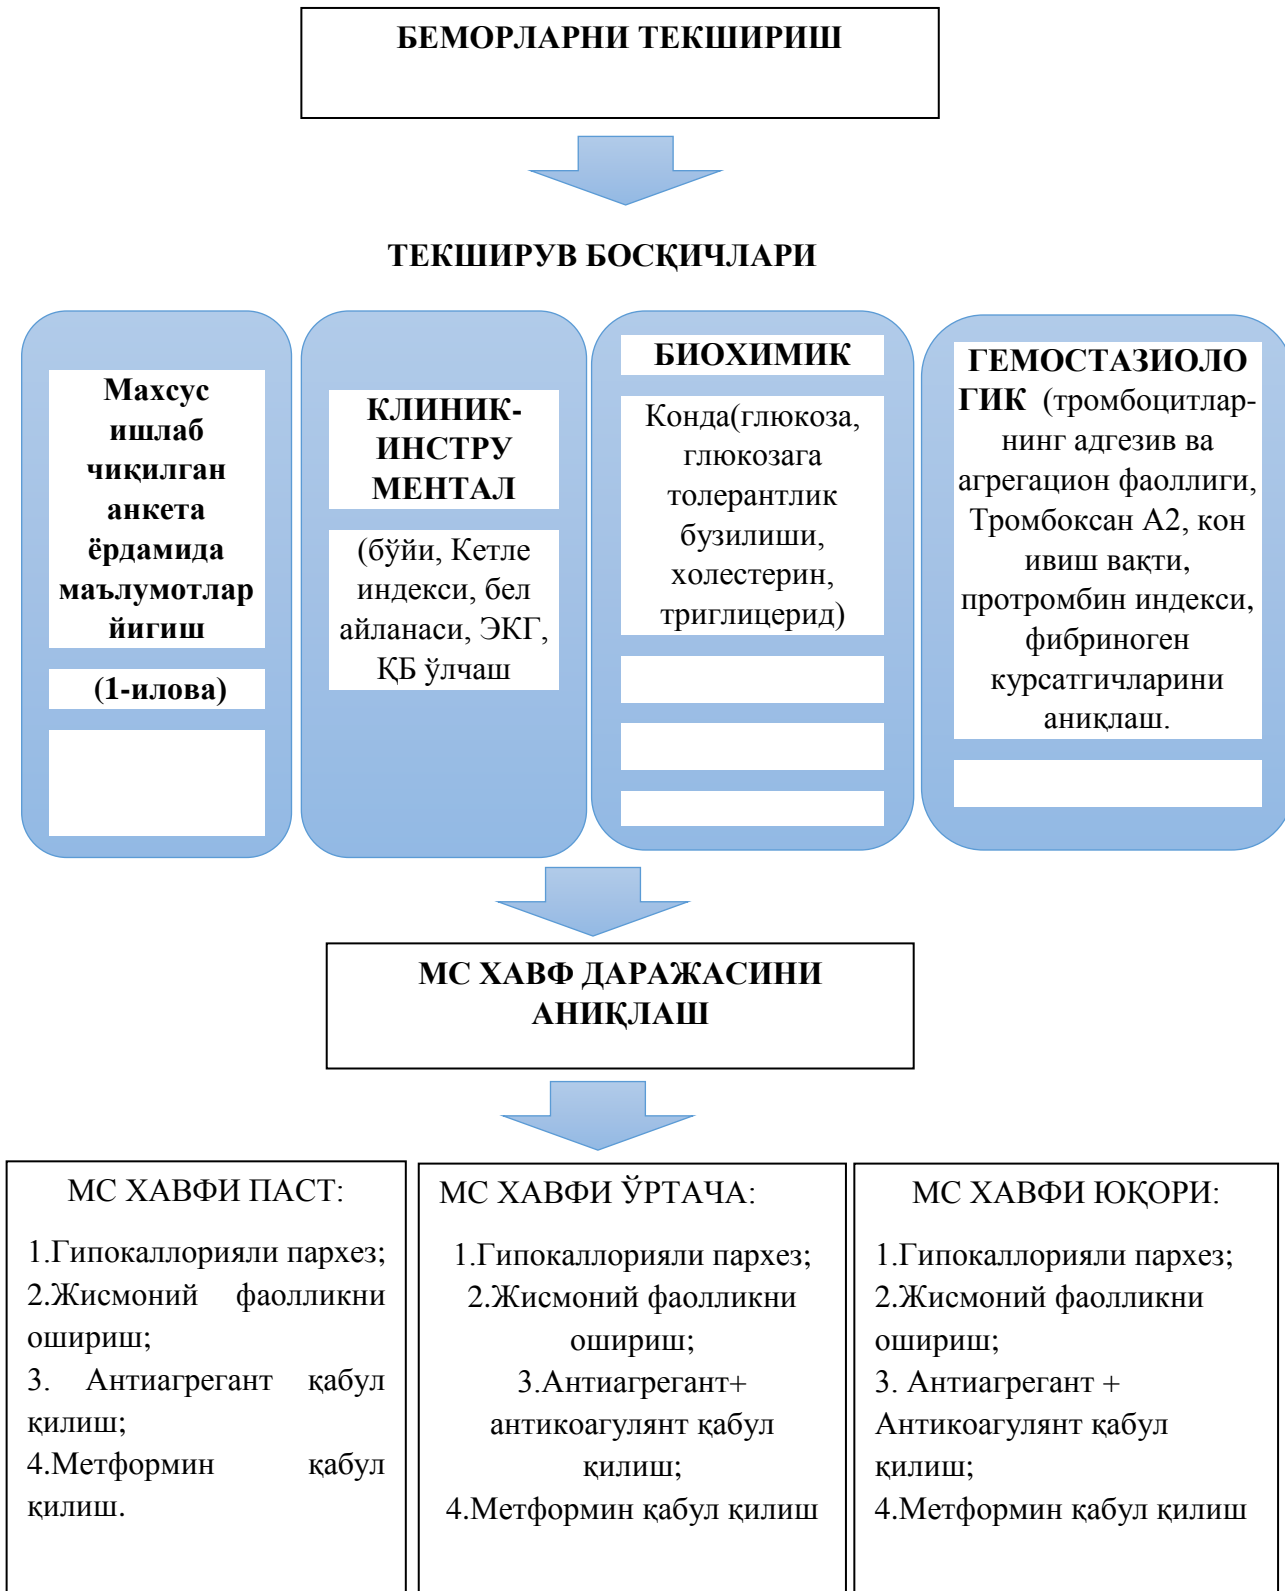 БЕМОРЛАРНИ ТЕКШИРИШ
ТЕКШИРУВ БОСҚИЧЛАРИ
Махсус
ишлаб
чиқилган
анкета
ёрдамида
маълумотлар
йигиш
(1-илова)
КЛИНИК-
ИНСТРУ
МЕНТАЛ
(бўйи, Кетле
индекси, бел
айланаси, ЭКГ,
ҚБ ўлчаш
БИОХИМИК
Конда(глюкоза,
глюкозага
толерантлик
бузилиши,
холестерин,
триглицерид)
ГЕМОСТАЗИОЛО
ГИК (тромбоцитлар-
нинг адгезив ва
агрегацион фаоллиги,
Тромбоксан А2, кон
ивиш вақти,
протромбин индекси,
фибриноген
курсатгичларини
аниқлаш.
МС ХАВФ ДАРАЖАСИНИ
АНИҚЛАШ
МС ХАВФИ ПАСТ:
1.Гипокаллорияли пархез;
2.Жисмоний фаолликни
ошириш;
3. Антиагрегант қабул
қилиш;
4.Метформин қабул
қилиш.
МС ХАВФИ ЎРТАЧА:
1.Гипокаллорияли пархез;
2.Жисмоний фаолликни
ошириш;
3.Антиагрегант+
антикоагулянт қабул
қилиш;
4.Метформин қабул қилиш
МС ХАВФИ ЮҚОРИ:
1.Гипокаллорияли пархез;
2.Жисмоний фаолликни
ошириш;
3. Антиагрегант +
Антикоагулянт қабул
қилиш;
4.Метформин қабул қилиш